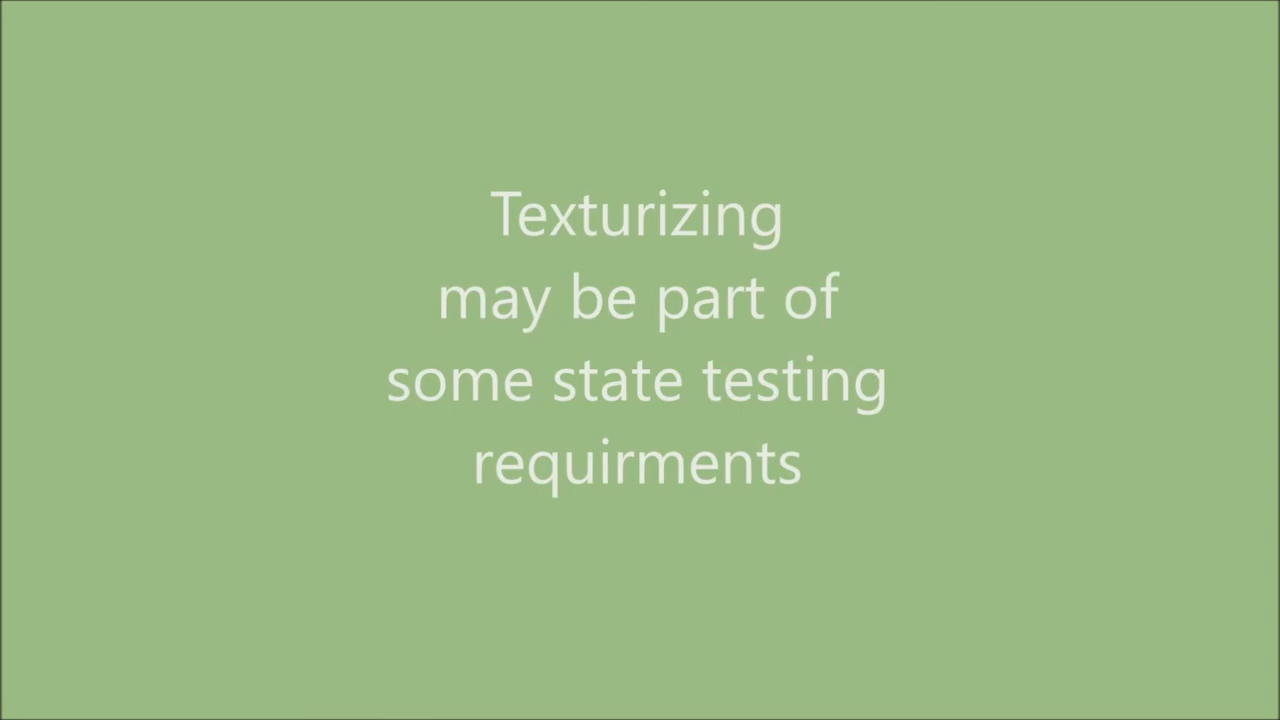 Texturizing
may be part of
some state testing
requirments